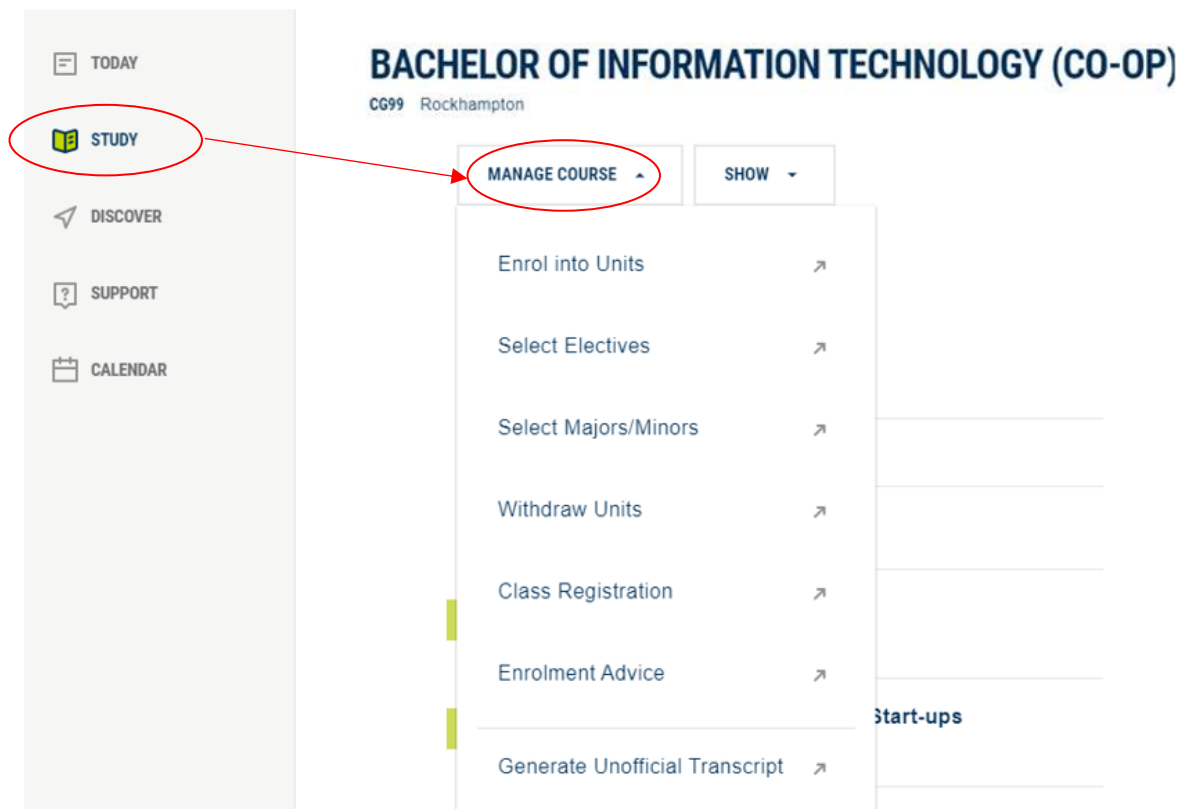 TODAY
STUDY
DISCOVER
SUPPORT
CALENDAR
BACHELOR OF INFORMATION TECHNOLOGY (CO-OP)
CG99 Rockhampton
MANAGE COURSE
SHOW
Enrol into Units
Select Electives
Select Majors/Minors
Withdraw Units
Class Registration
Enrolment Advice
Start-ups
Generate Unofficial Transcript